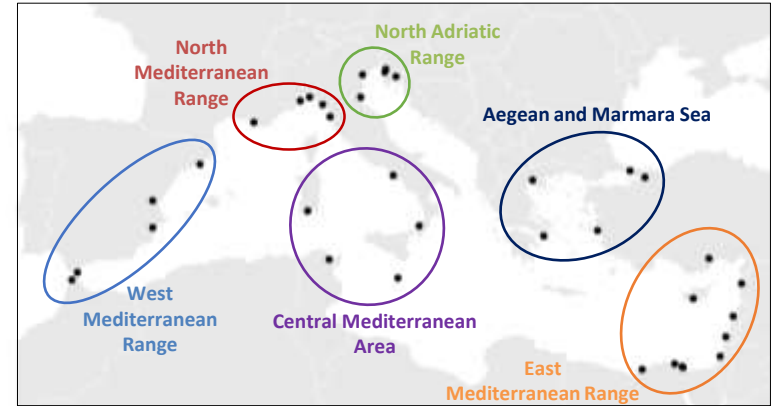 North Adriatic
Range
North
Mediterranean
Range
Aegean and Marmara Sea
West
Mediterranean
Range
Central Mediterranean
Area
East
Mediterranean Range